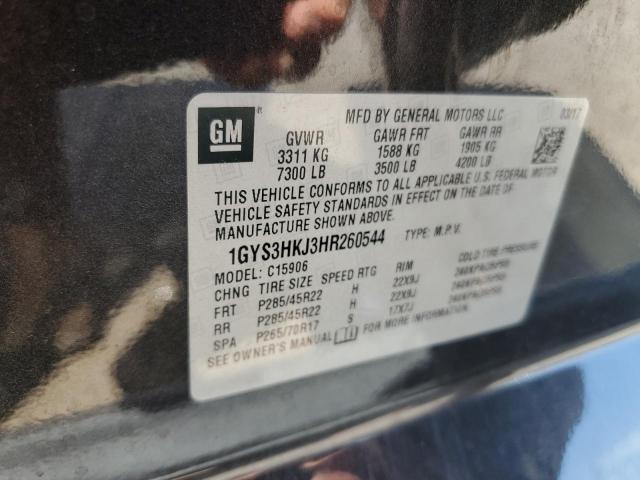 GM
MFD BY GENERAL MOTORS LLC 03/17
GVWR GAWR FRT GAWR RR
3311 KG 1588 KG 1905 KG
7300 LB 3500 LB 4200 LB
THIS VEHICLE CONFORMS TO ALL APPLICABLE U.S. FEDERAL MOTOR
VEHICLE SAFETY STANDARDS IN EFFECT ON THE DATE OF
MANUFACTURE SHOWN ABOVE.
1GYS3HKJ3HR260544 TYPE: M.P.V.
MODEL: C15906
CHNG TIRE SIZE SPEED RTG RIM COLD TIRE PRESSURE
FRT P285/45R22 H 22X9J
RR P285/45R22 H 22X9J
SPA P265/70R17 S 17X7J
SEE OWNER'S MANUAL FOR MORE INFORMATION.